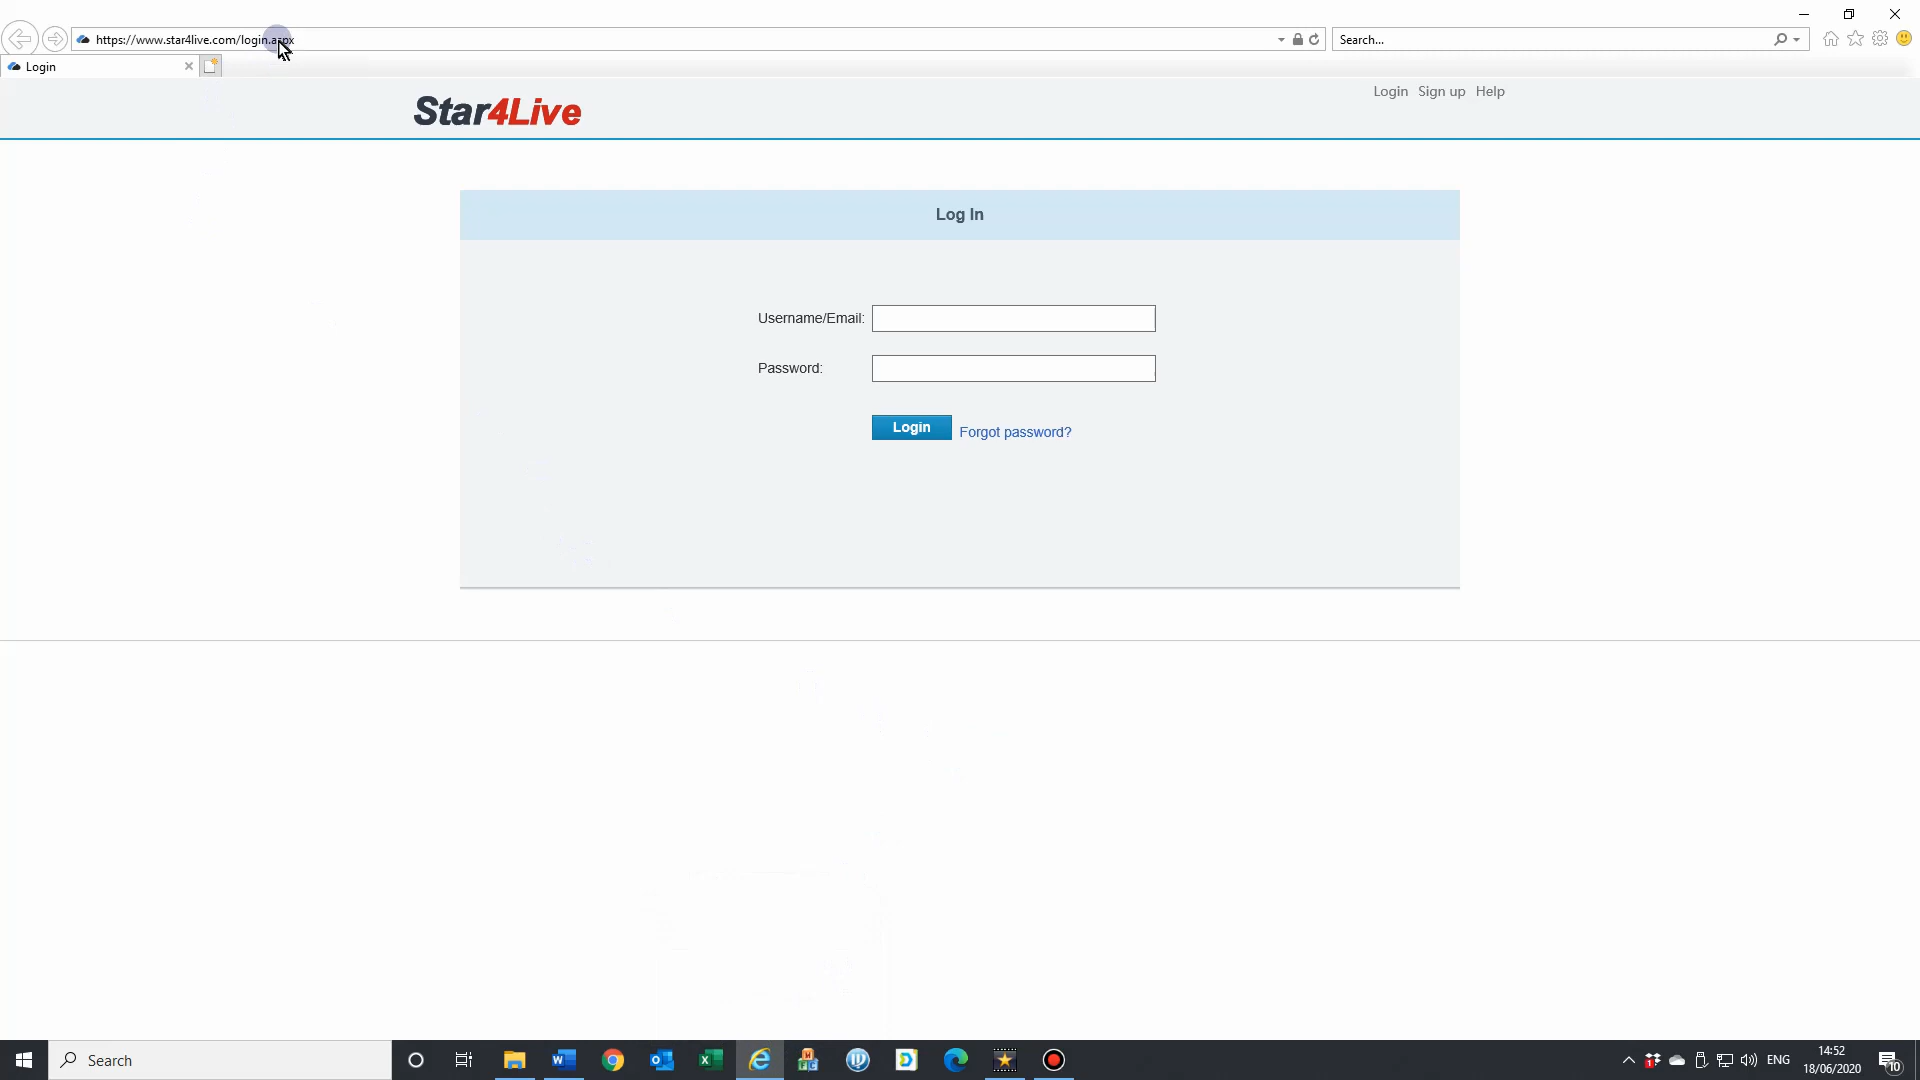 https://www.star4live.com/login.aspx
Search...
Login
Star4Live
Login Sign up Help
Log In
Username/Email:
Password:
Login Forgot password?
Search
ENG
14:52
18/06/2020
10